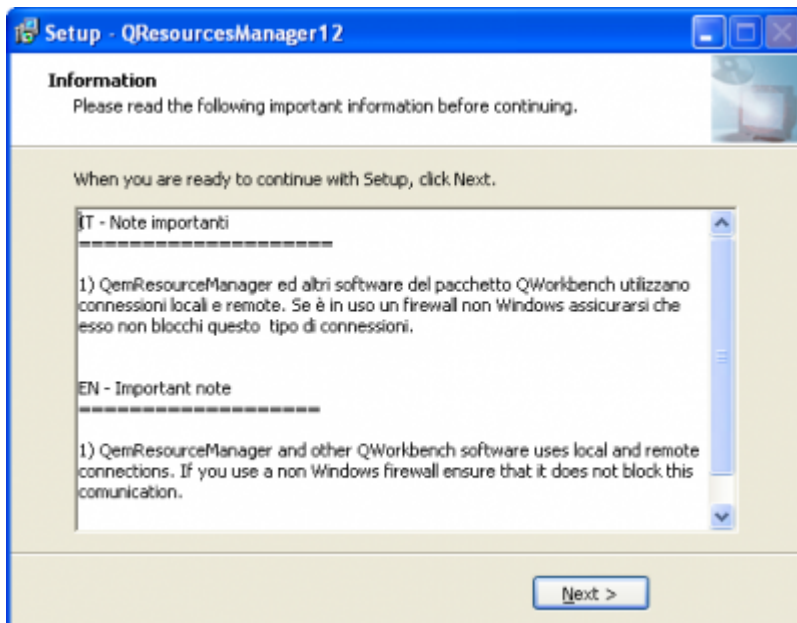 Setup - QResourcesManager12
Information
Please read the following important information before continuing.
When you are ready to continue with Setup, click Next.
IT - Note importanti
=====================
1) QemResourceManager ed altri software del pacchetto QWorkbench utilizzano
connessioni locali e remote. Se è in uso un firewall non Windows assicurarsi che
esso non blocchi questo tipo di connessioni.
EN - Important note
====================
1) QemResourceManager and other QWorkbench software uses local and remote
connections. If you use a non Windows firewall ensure that it does not block this
comunication.
Next >